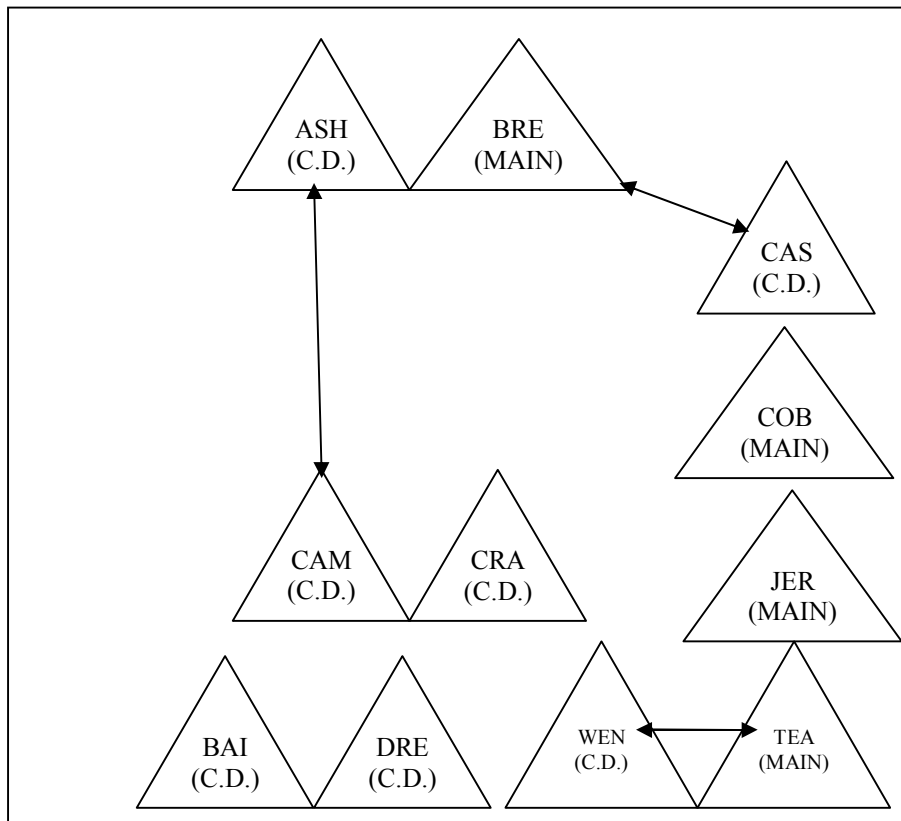 ASH
(C.D.)
BRE
(MAIN)
CAS
(C.D.)
COB
(MAIN)
CAM
(C.D.)
CRA
(C.D.)
JER
(MAIN)
BAI
(C.D.)
DRE
(C.D.)
WEN
(C.D.)
TEA
(MAIN)